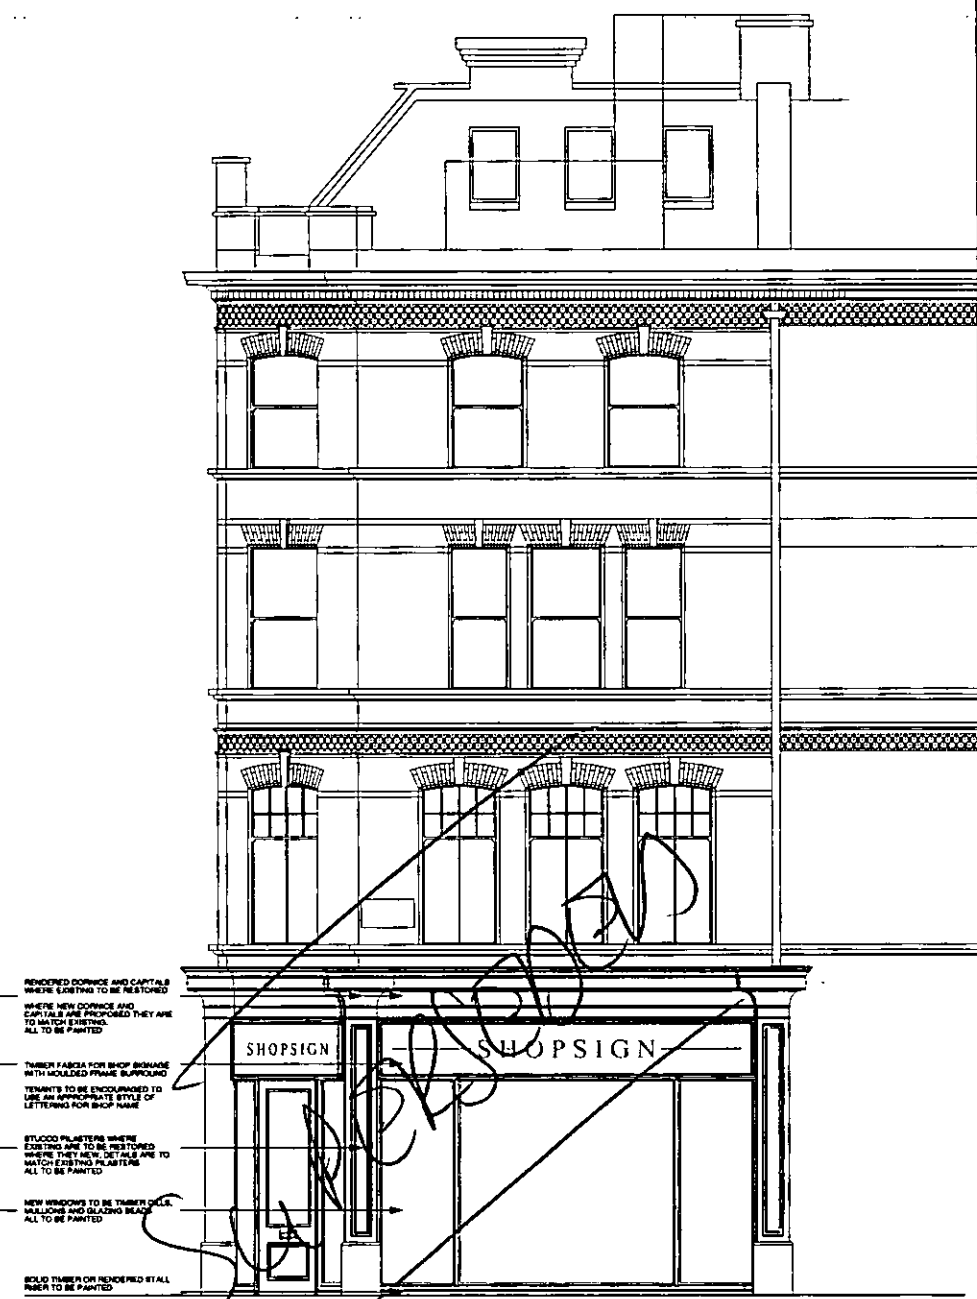 RENDERED CORNICE AND CAPITALS
WHERE EXISTING TO BE RESTORED
WHERE NEW CORNICE AND
CAPITALS ARE PROPOSED THEY ARE
TO MATCH EXISTING.
ALL TO BE PAINTED
SHOPSIGN
SHOPSIGN
TIMBER FASCIA FOR SHOP SIGNAGE
WITH MOULDED FRAME SURROUND
TENANTS TO BE ENCOURAGED TO
USE AN APPROPRIATE STYLE OF
LETTERING FOR SHOP NAME
STUCCO PILASTERS WHERE
EXISTING ARE TO BE RESTORED
WHERE THEY NEW, DETAILS ARE TO
MATCH EXISTING PILASTERS
ALL TO BE PAINTED
NEW WINDOWS TO BE TIMBER CILLS,
MULLIONS AND GLAZING BEADS
ALL TO BE PAINTED
SOLID TIMBER OR RENDERED STALL
RISER TO BE PAINTED
SUPERSEDED